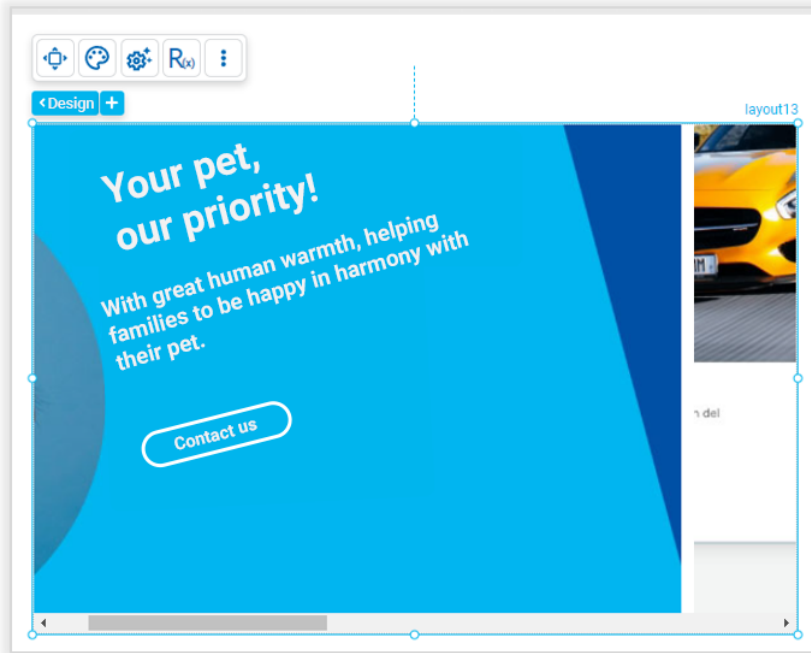 R(x)
Design +
layout13
Your pet,
our priority!
With great human warmth, helping
families to be happy in harmony with
their pet.
Contact us
del